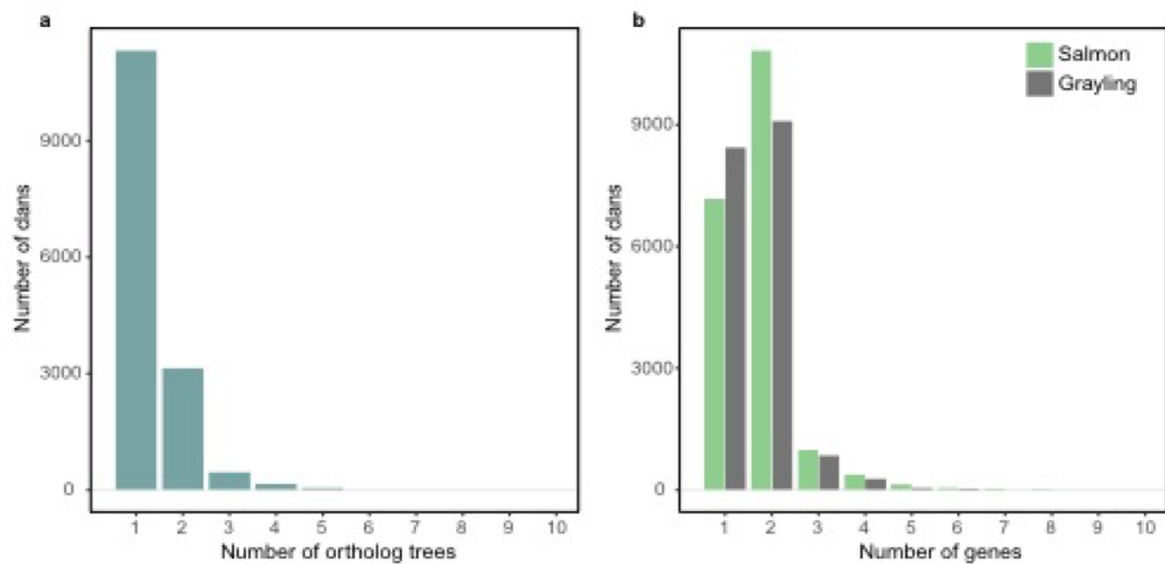 a
9000
6000
3000
0
Number of clans
1 2 3 4 5 6 7 8 9 10
Number of ortholog trees
b
Salmon
Grayling
9000
6000
3000
0
Number of clans
1 2 3 4 5 6 7 8 9 10
Number of genes